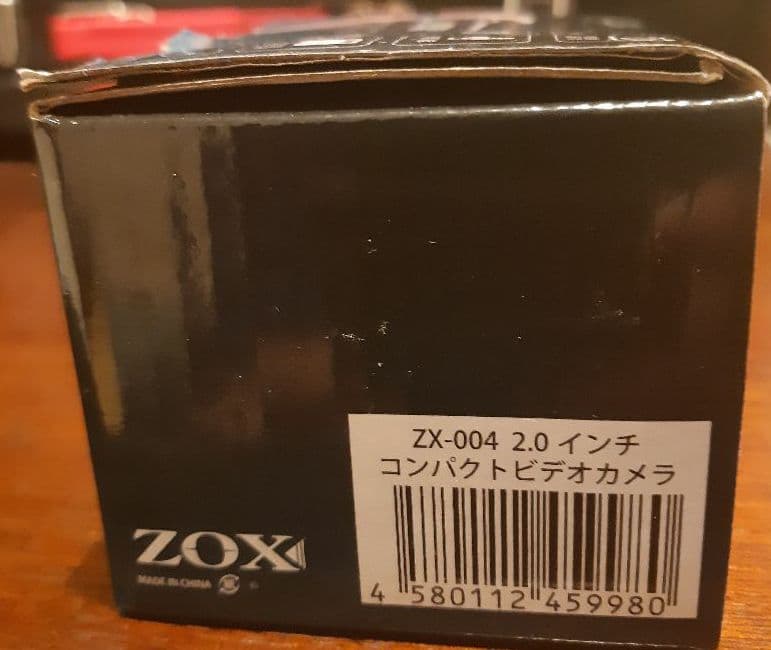 ZX-004 2.0 インチ
コンパクトビデオカメラ
4 580112 459980
ZOX
MADE IN CHINA